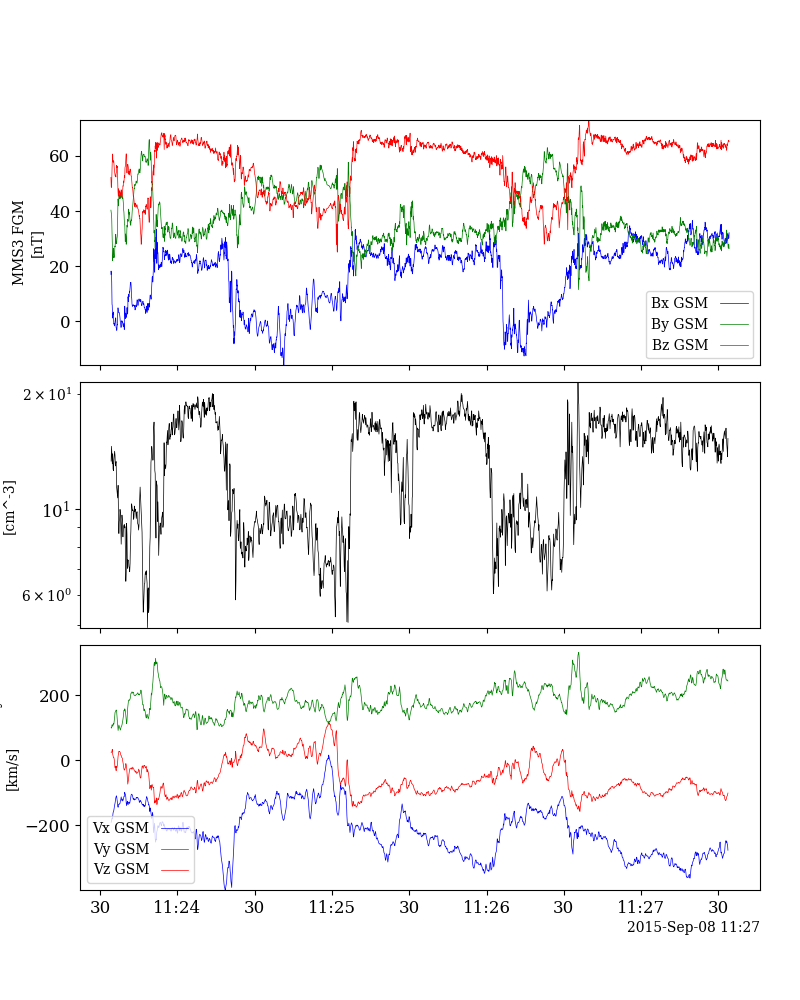 60
40
20
0
MMS3 FGM
[nT]
Bx GSM
By GSM
Bz GSM
2 × 10¹
10¹
6 × 10⁰
[cm^-3]
200
0
−200
[km/s]
Vx GSM
Vy GSM
Vz GSM
30 11:24 30 11:25 30 11:26 30 11:27 30
2015-Sep-08 11:27